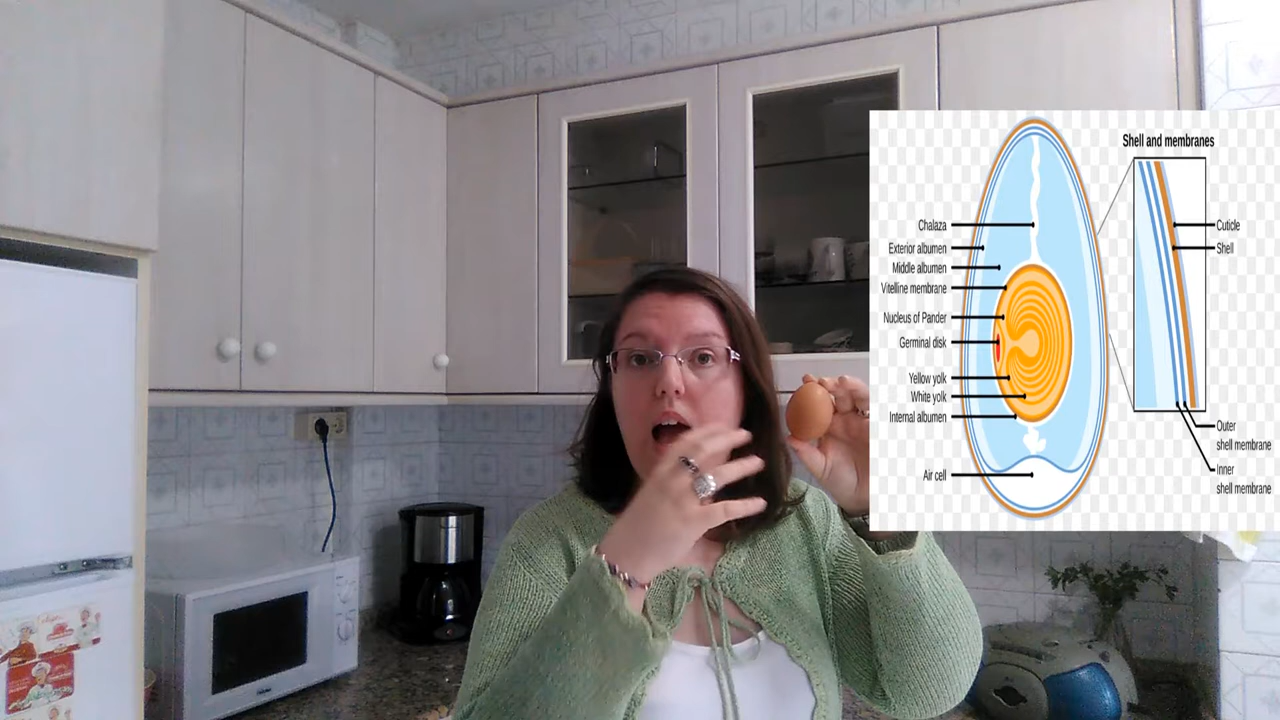 Shell and membranes
Chalaza
Exterior albumen
Middle albumen
Vitelline membrane
Nucleus of Pander
Germinal disk
Yellow yolk
White yolk
Internal albumen
Air cell
Cuticle
Shell
Outer
shell membrane
Inner
shell membrane